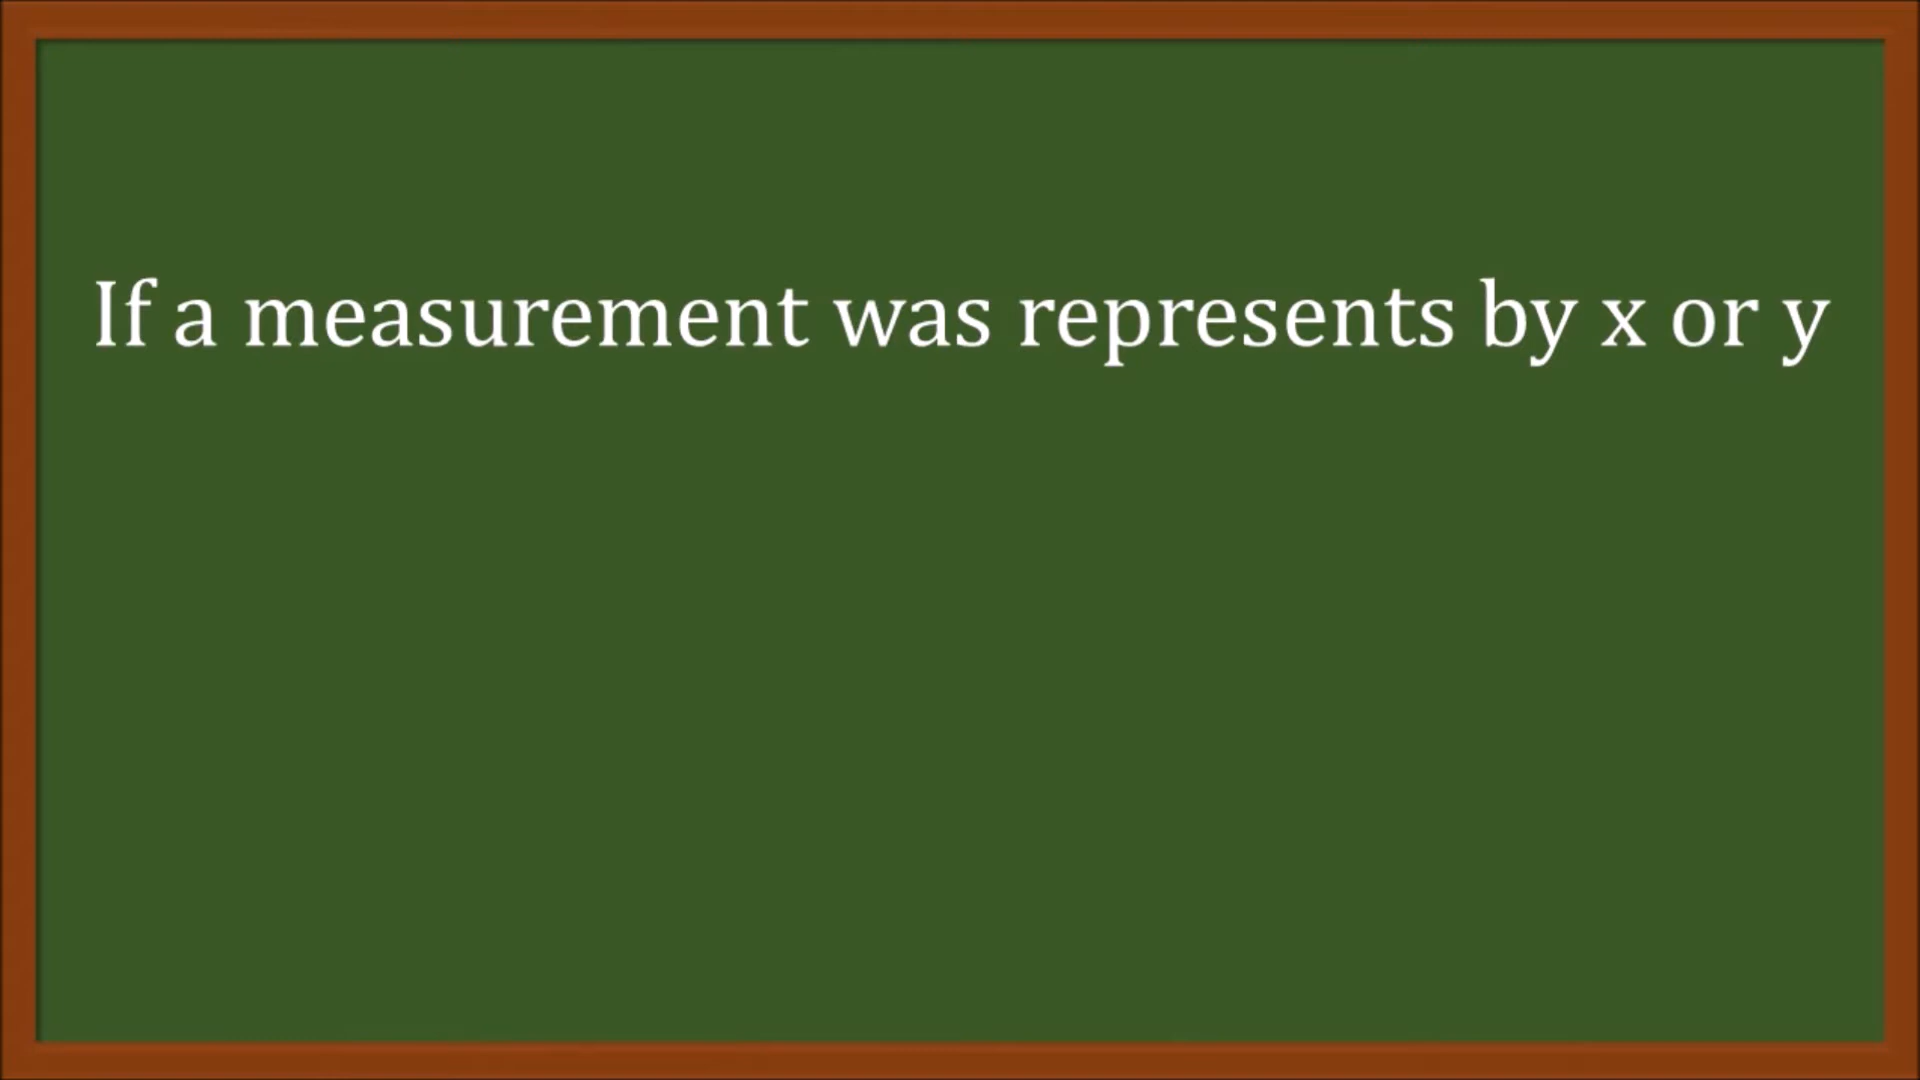 If a measurement was represents by x or y